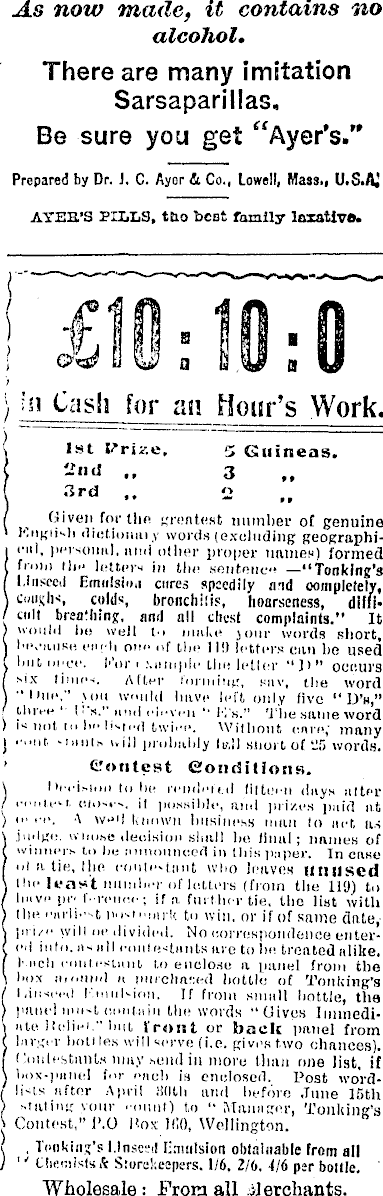 As now made, it contains no
alcohol.
There are many imitation
Sarsaparillas.
Be sure you get "Ayer's."
Prepared by Dr. J. C. Ayer & Co., Lowell, Mass., U.S.A.
AYER'S PILLS, the best family laxative.
£10:10:0
In Cash for an Hour's Work.
1st Prize, 5 Guineas.
2nd ,, 3 ,,
3rd ,, 2 ,,
Given for the greatest number of genuine
English dictionary words (excluding geographi-
cal, personal, and other proper names) formed
from the letters in the sentence—"Tonking's
Linseed Emulsion cures speedily and completely,
coughs, colds, bronchitis, hoarseness, diffi-
cult breathing, and all chest complaints." It
would be well to make your words short,
because each one of the 119 letters can be used
but once. For example the letter "D" occurs
six times. After forming, say, the word
"Due," you would have left only five "D's,"
three "U's," and eleven "E's." The same word
is not to be listed twice. Without care, many
contestants will probably fall short of 25 words.
Contest Conditions.
Decision to be rendered fifteen days after
contest closes, if possible, and prizes paid at
once. A well known business man to act as
judge, whose decision shall be final; names of
winners to be announced in this paper. In case
of a tie, the contestant who leaves unused
the least number of letters (from the 119) to
have preference; if a further tie, the list with
the earliest postmark to win, or if of same date,
prize will be divided. No correspondence enter-
ed into, as all contestants are to be treated alike.
Each contestant to enclose a panel from the
box around a purchased bottle of Tonking's
Linseed Emulsion. If from small bottle, the
panel must contain the words "Gives Immedi-
ate Relief," but front or back panel from
larger bottles will serve (i.e. gives two chances).
Contestants may send in more than one list, if
box-panel for each is enclosed. Post word-
lists after April 30th and before June 15th
stating your count) to "Manager, Tonking's
Contest," P.O Box 160, Wellington.
Tonking's Linseed Emulsion obtainable from all
Chemists & Storekeepers, 1/6, 2/6, 4/6 per bottle.
Wholesale: From all Merchants.